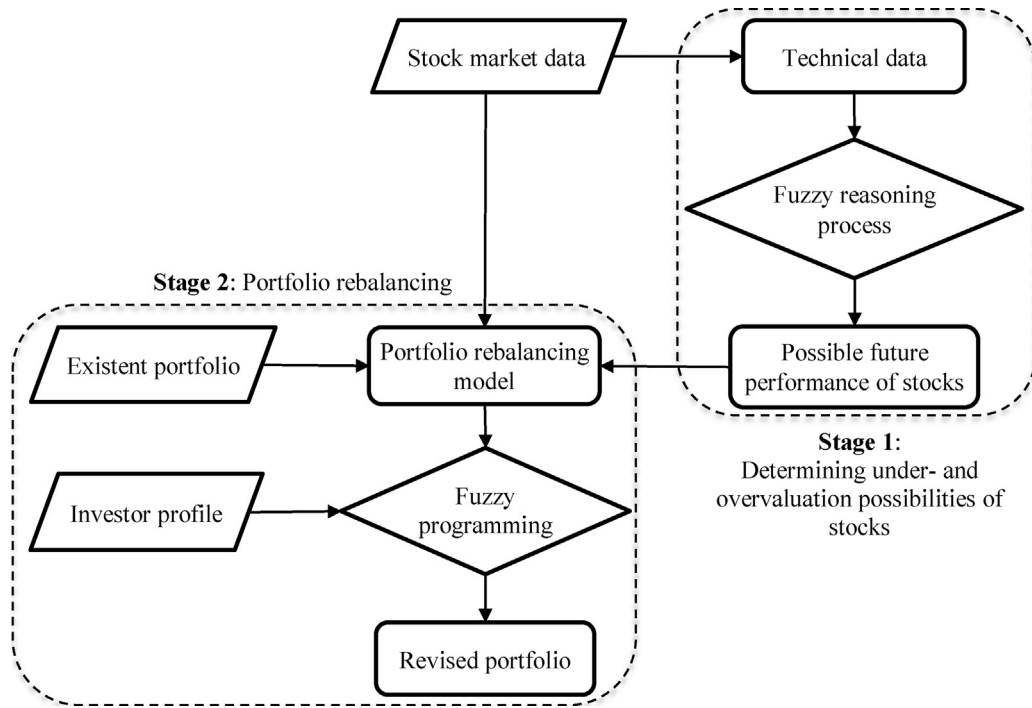 Stock market data
Technical data
Fuzzy reasoning
process
Stage 2: Portfolio rebalancing
Existent portfolio
Portfolio rebalancing
model
Possible future
performance of stocks
Stage 1:
Determining under- and
overvaluation possibilities of
stocks
Investor profile
Fuzzy
programming
Revised portfolio